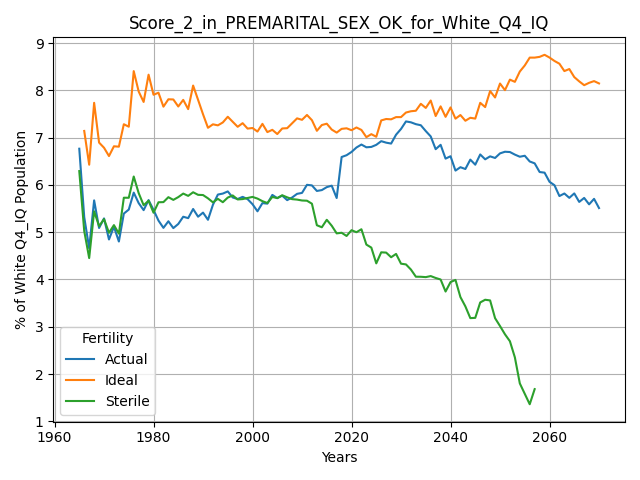 Score_2_in_PREMARITAL_SEX_OK_for_White_Q4_IQ
% of White Q4_IQ Population
9
8
7
6
5
4
3
2
1
Fertility
Actual
Ideal
Sterile
1960 1980 2000 2020 2040 2060
Years